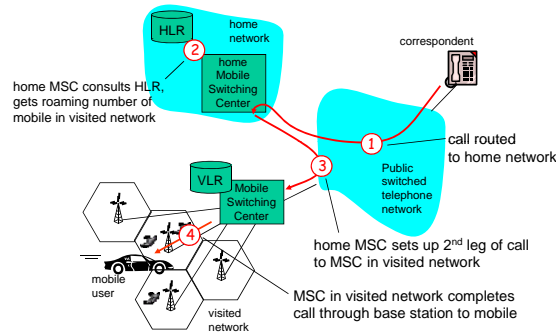 HLR
2
home
network
correspondent
home
Mobile
Switching
Center
home MSC consults HLR,
gets roaming number of
mobile in visited network
1
call routed
to home network
3
Public
switched
telephone
network
VLR
Mobile
Switching
Center
home MSC sets up 2nd leg of call
to MSC in visited network
4
mobile
user
visited
network
MSC in visited network completes
call through base station to mobile